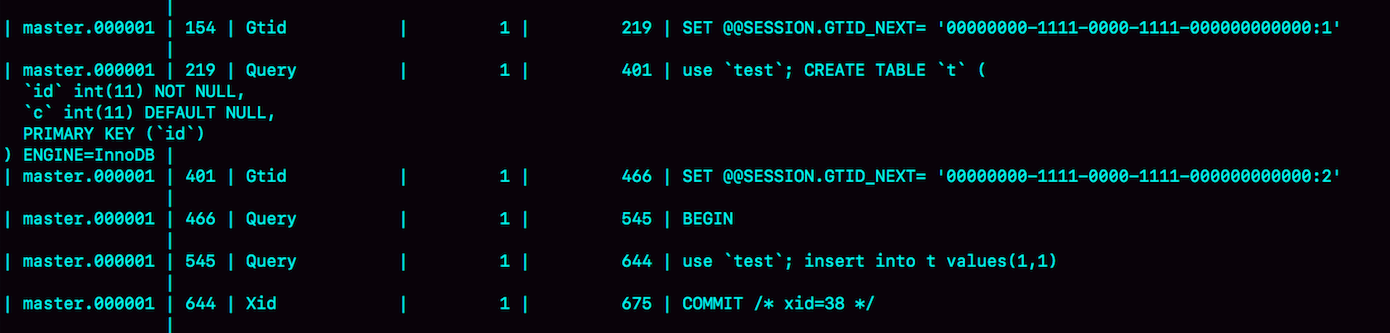 |
| master.000001 | 154 | Gtid | 1 | 219 | SET @@SESSION.GTID_NEXT= '00000000-1111-0000-1111-000000000000:1'
|
| master.000001 | 219 | Query | 1 | 401 | use `test`; CREATE TABLE `t` (
`id` int(11) NOT NULL,
`c` int(11) DEFAULT NULL,
PRIMARY KEY (`id`)
) ENGINE=InnoDB |
| master.000001 | 401 | Gtid | 1 | 466 | SET @@SESSION.GTID_NEXT= '00000000-1111-0000-1111-000000000000:2'
|
| master.000001 | 466 | Query | 1 | 545 | BEGIN
|
| master.000001 | 545 | Query | 1 | 644 | use `test`; insert into t values(1,1)
|
| master.000001 | 644 | Xid | 1 | 675 | COMMIT /* xid=38 */
|